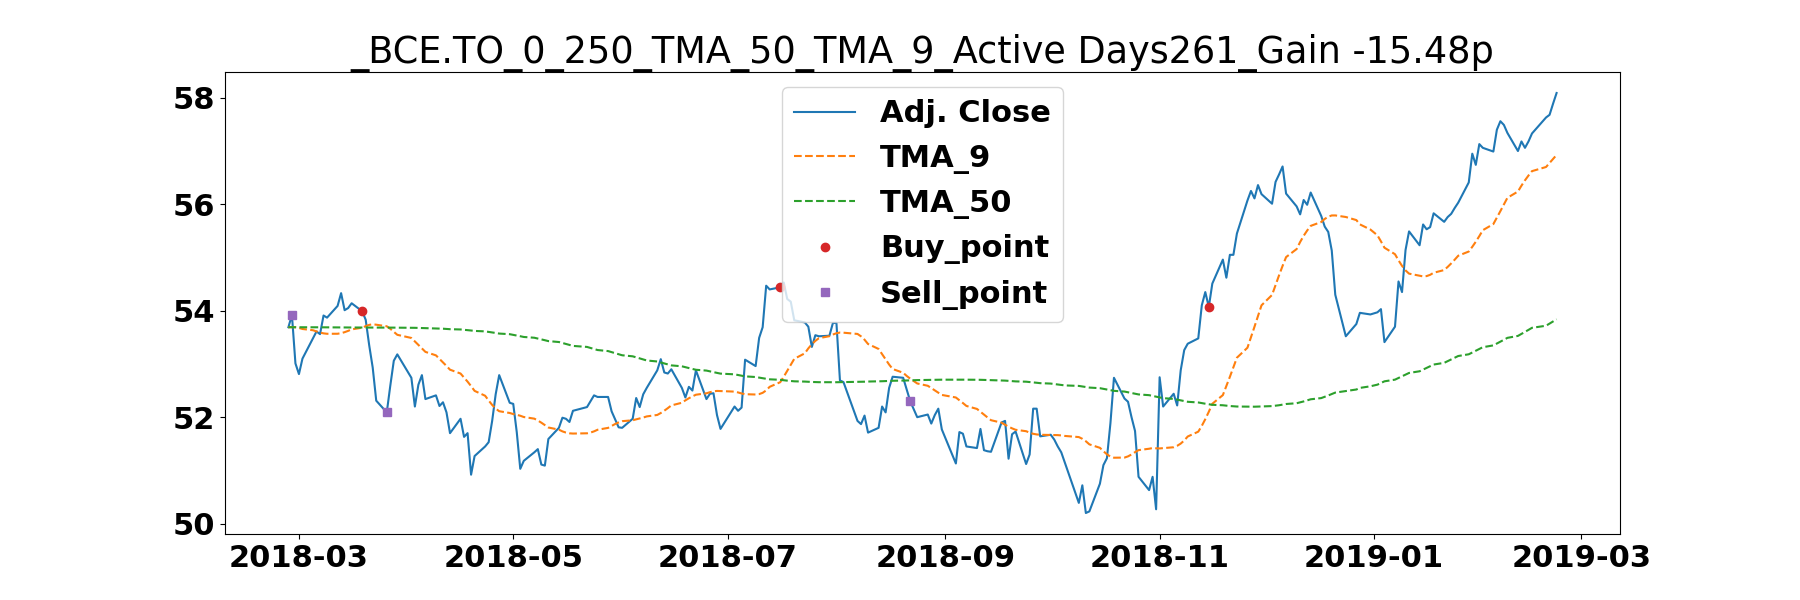 _BCE.TO_0_250_TMA_50_TMA_9_Active Days261_Gain -15.48p
58
56
54
52
50
Adj. Close
TMA_9
TMA_50
Buy_point
Sell_point
2018-03 2018-05 2018-07 2018-09 2018-11 2019-01 2019-03